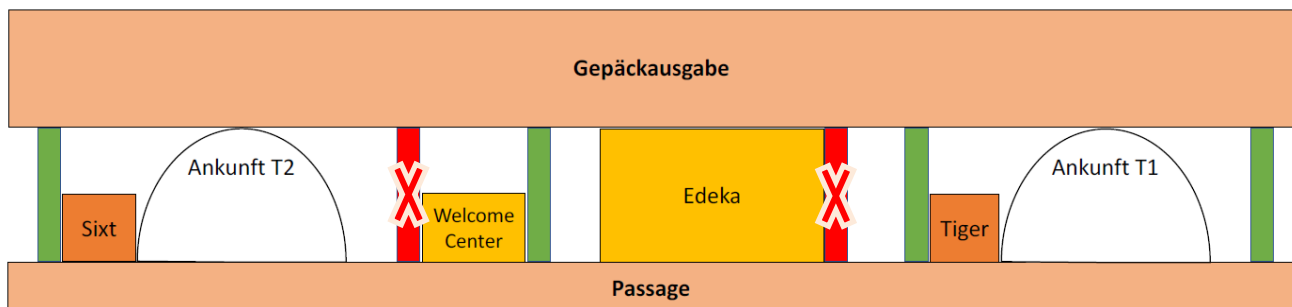 Gepäckausgabe
Ankunft T2
Ankunft T1
Sixt
Welcome
Center
Edeka
Tiger
Passage